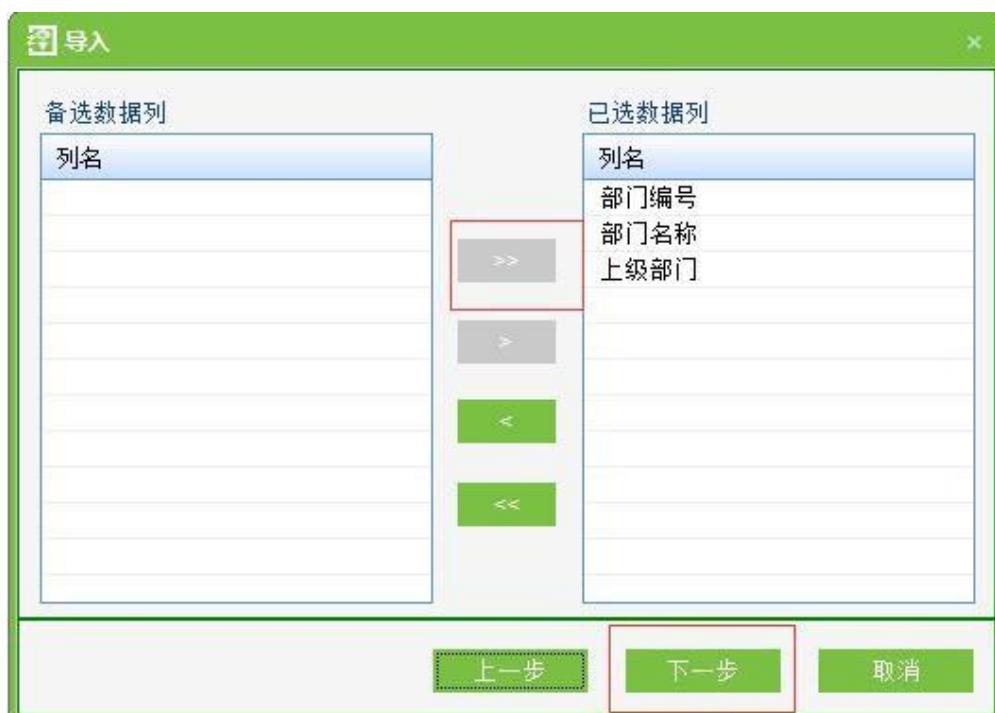 导入
×
备选数据列
已选数据列
列名
列名
部门编号
部门名称
上级部门
>>
>
<
<<
上一步
下一步
取消